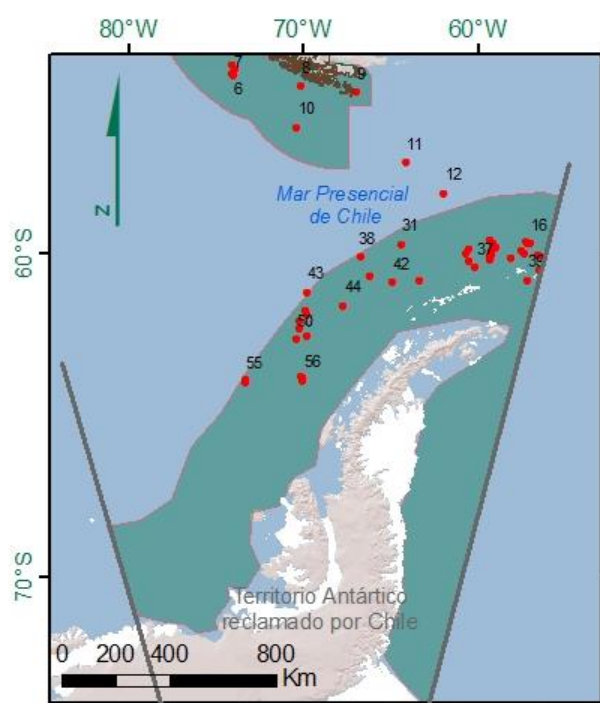 80°W 70°W 60°W
7
8
9
6
10
11
12
Mar Presencial
de Chile
N
60°S
16
31
38
37
39
42
43
44
50
55
56
70°S
Territorio Antártico
reclamado por Chile
0 200 400 800
Km